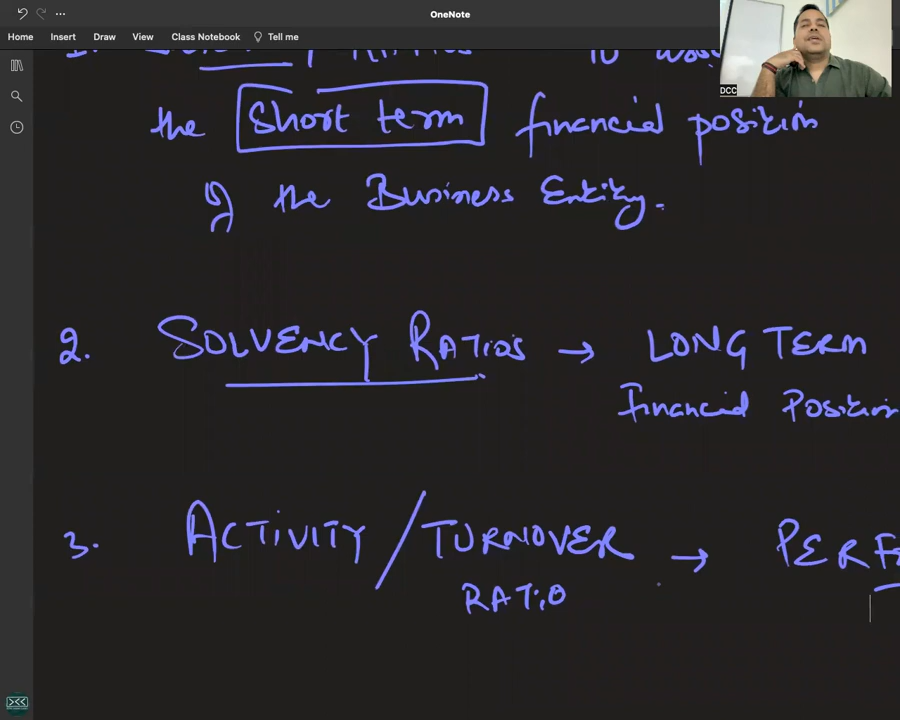 OneNote
Home Insert Draw View Class Notebook Tell me
DCC
the Short term financial position
of the Business Entity.
2. SOLVENCY RATIOS → LONG TERM
Financial Position
3. ACTIVITY / TURNOVER → PERF
RATIO